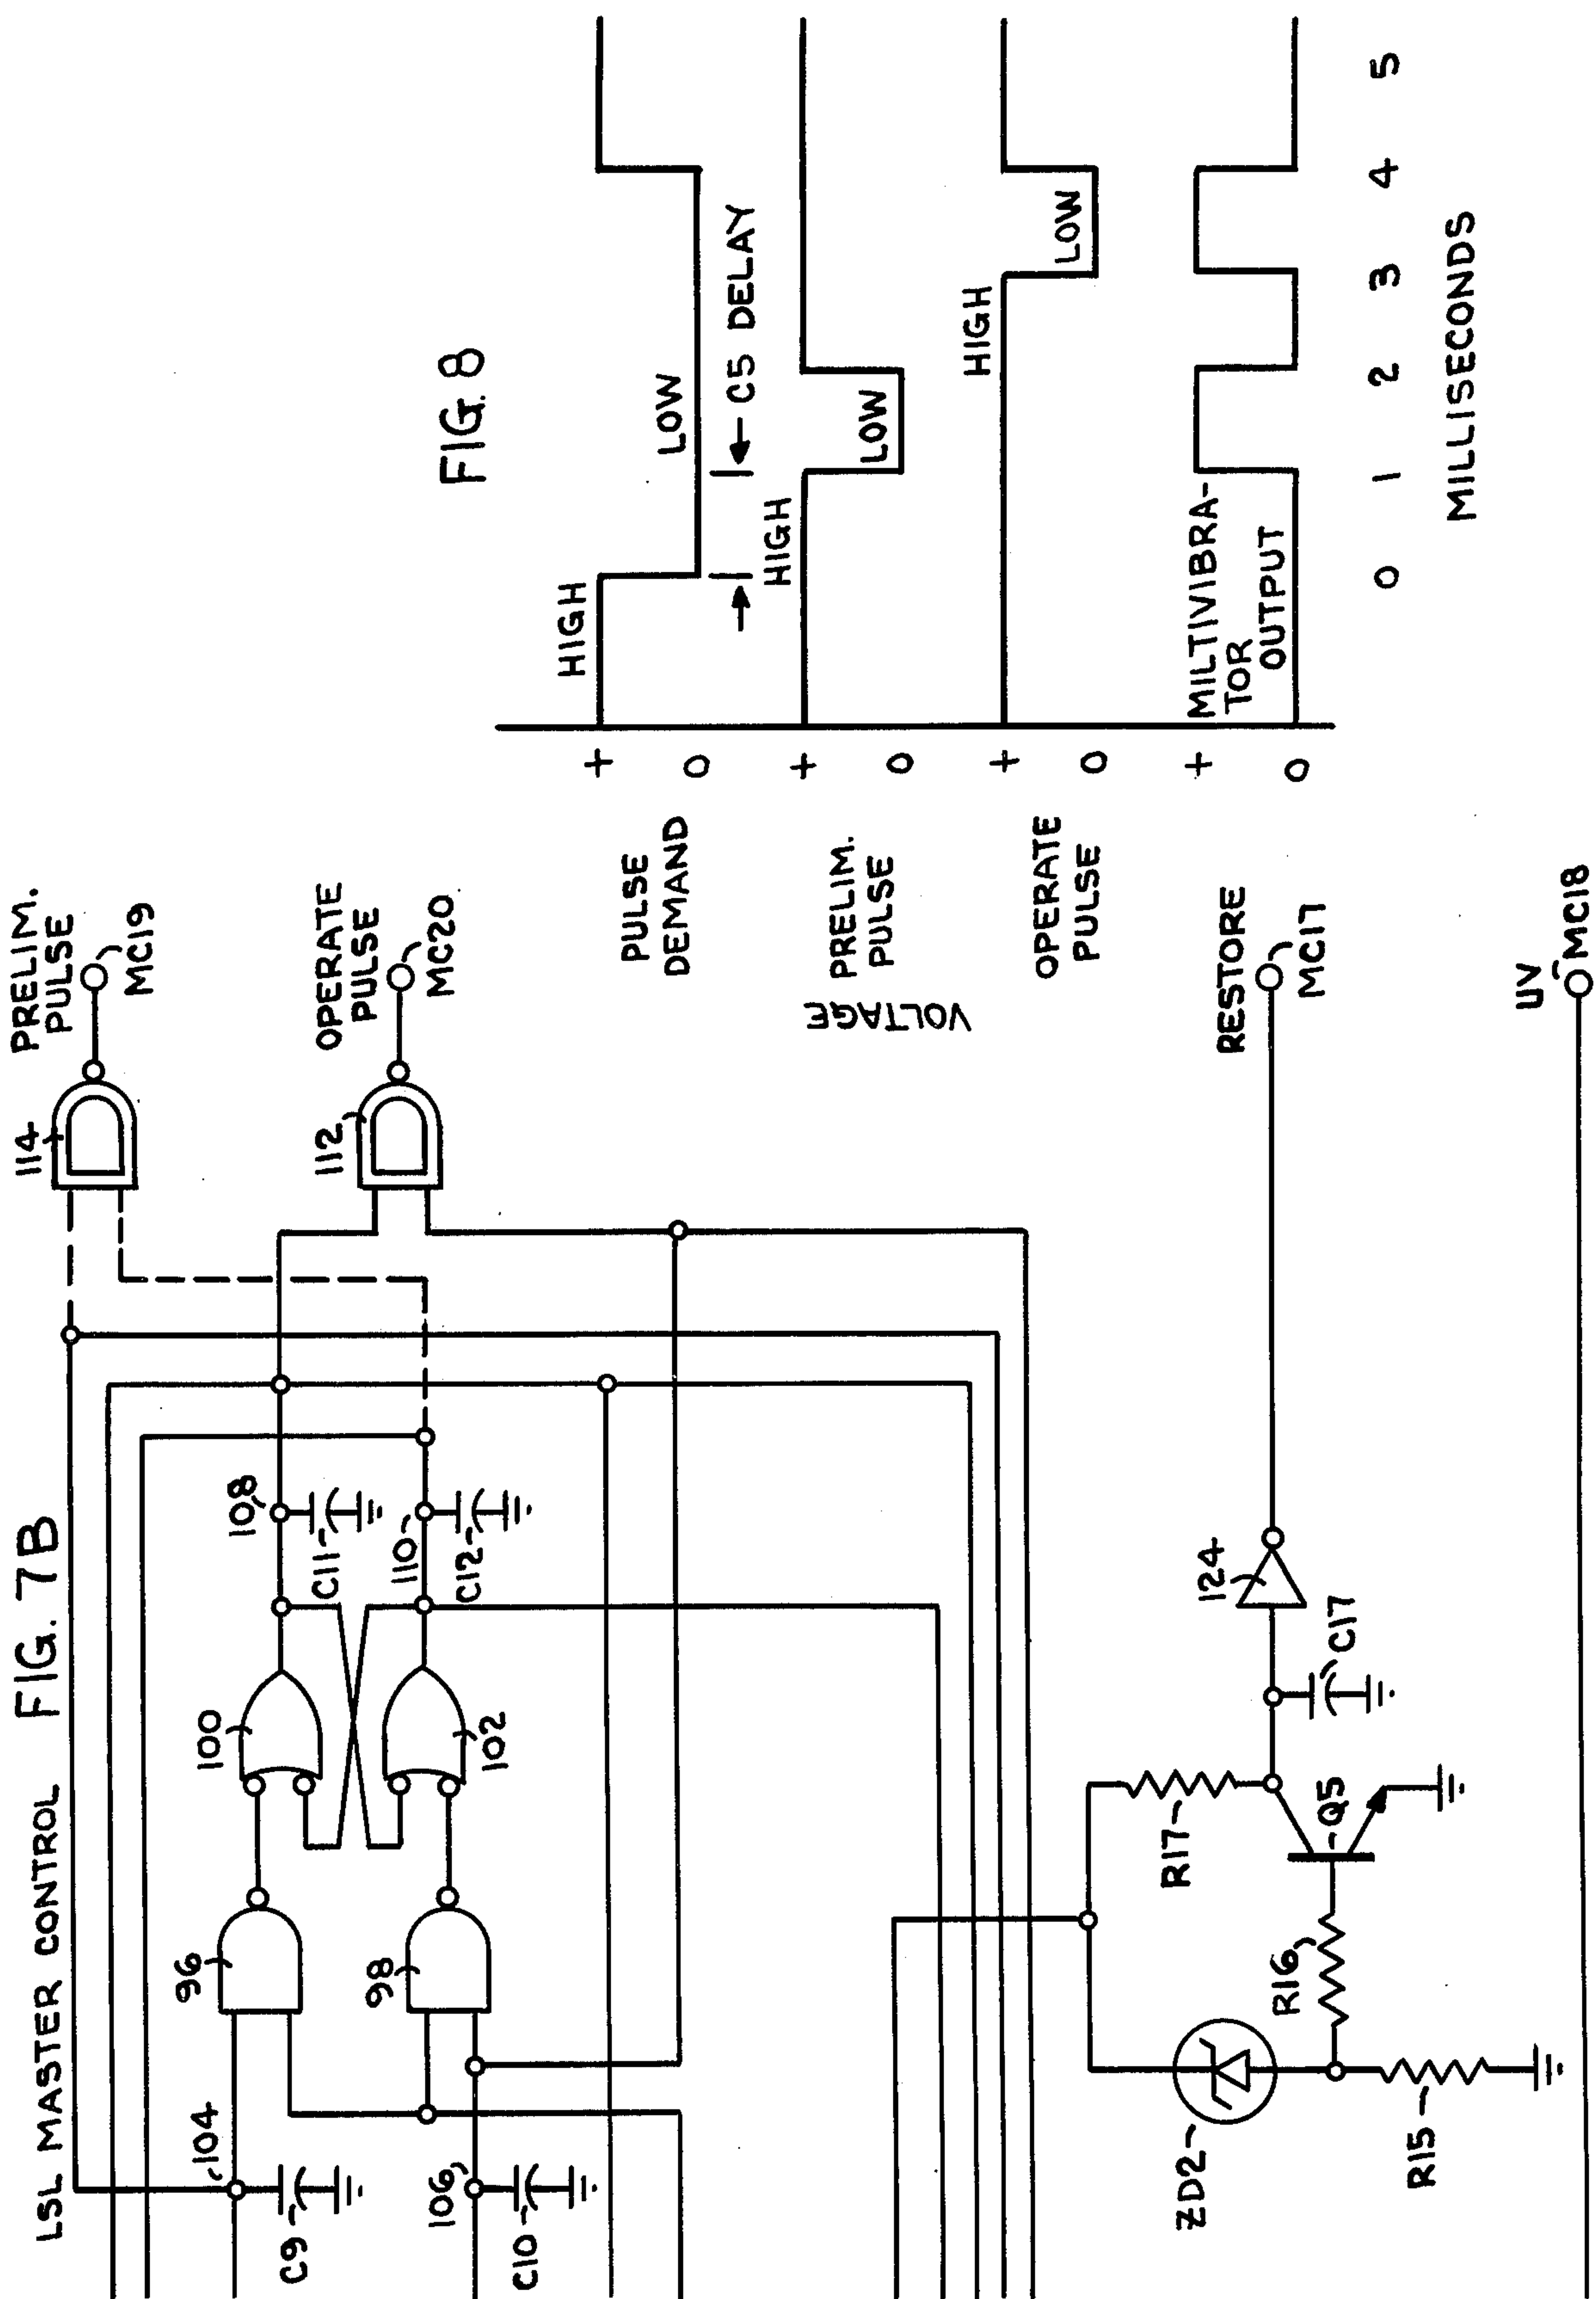 LSL MASTER CONTROL FIG. 7B
104
C9
106
C10
96
98
100
102
108
C11
110
C12
114
PRELIM.
PULSE
MC19
112
OPERATE
PULSE
MC20
ZD2
R15
R16
R17
Q5
C17
124
RESTORE
MC17
UV
MC18
FIG. 8
VOLTAGE
PULSE
DEMAND
+
0
HIGH
LOW
C5 DELAY
PRELIM.
PULSE
+
0
HIGH
LOW
OPERATE
PULSE
+
0
HIGH
LOW
+
0
MILTIVIBRA-
TOR
OUTPUT
0 1 2 3 4 5
MILLISECONDS